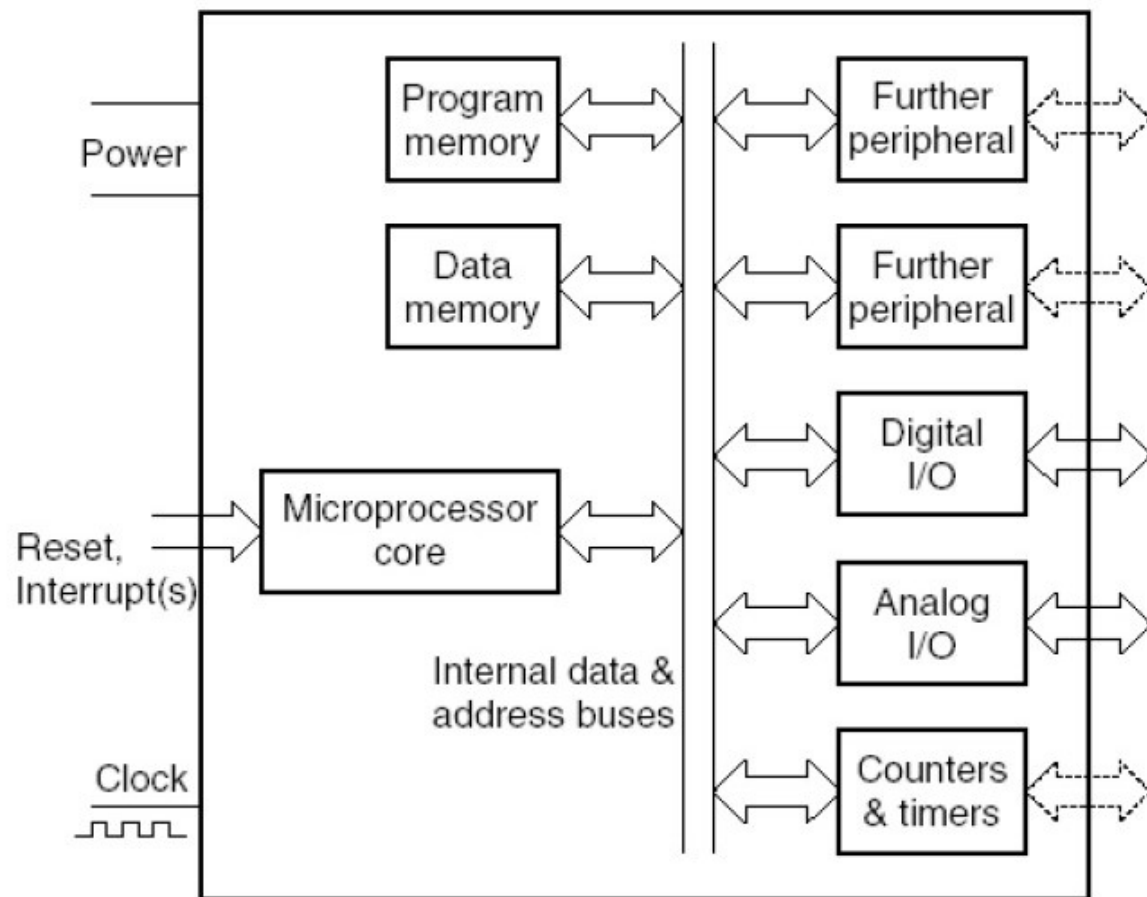 Power
Program
memory
Further
peripheral
Data
memory
Further
peripheral
Digital
I/O
Reset,
Interrupt(s)
Microprocessor
core
Analog
I/O
Internal data &
address buses
Clock
Counters
& timers